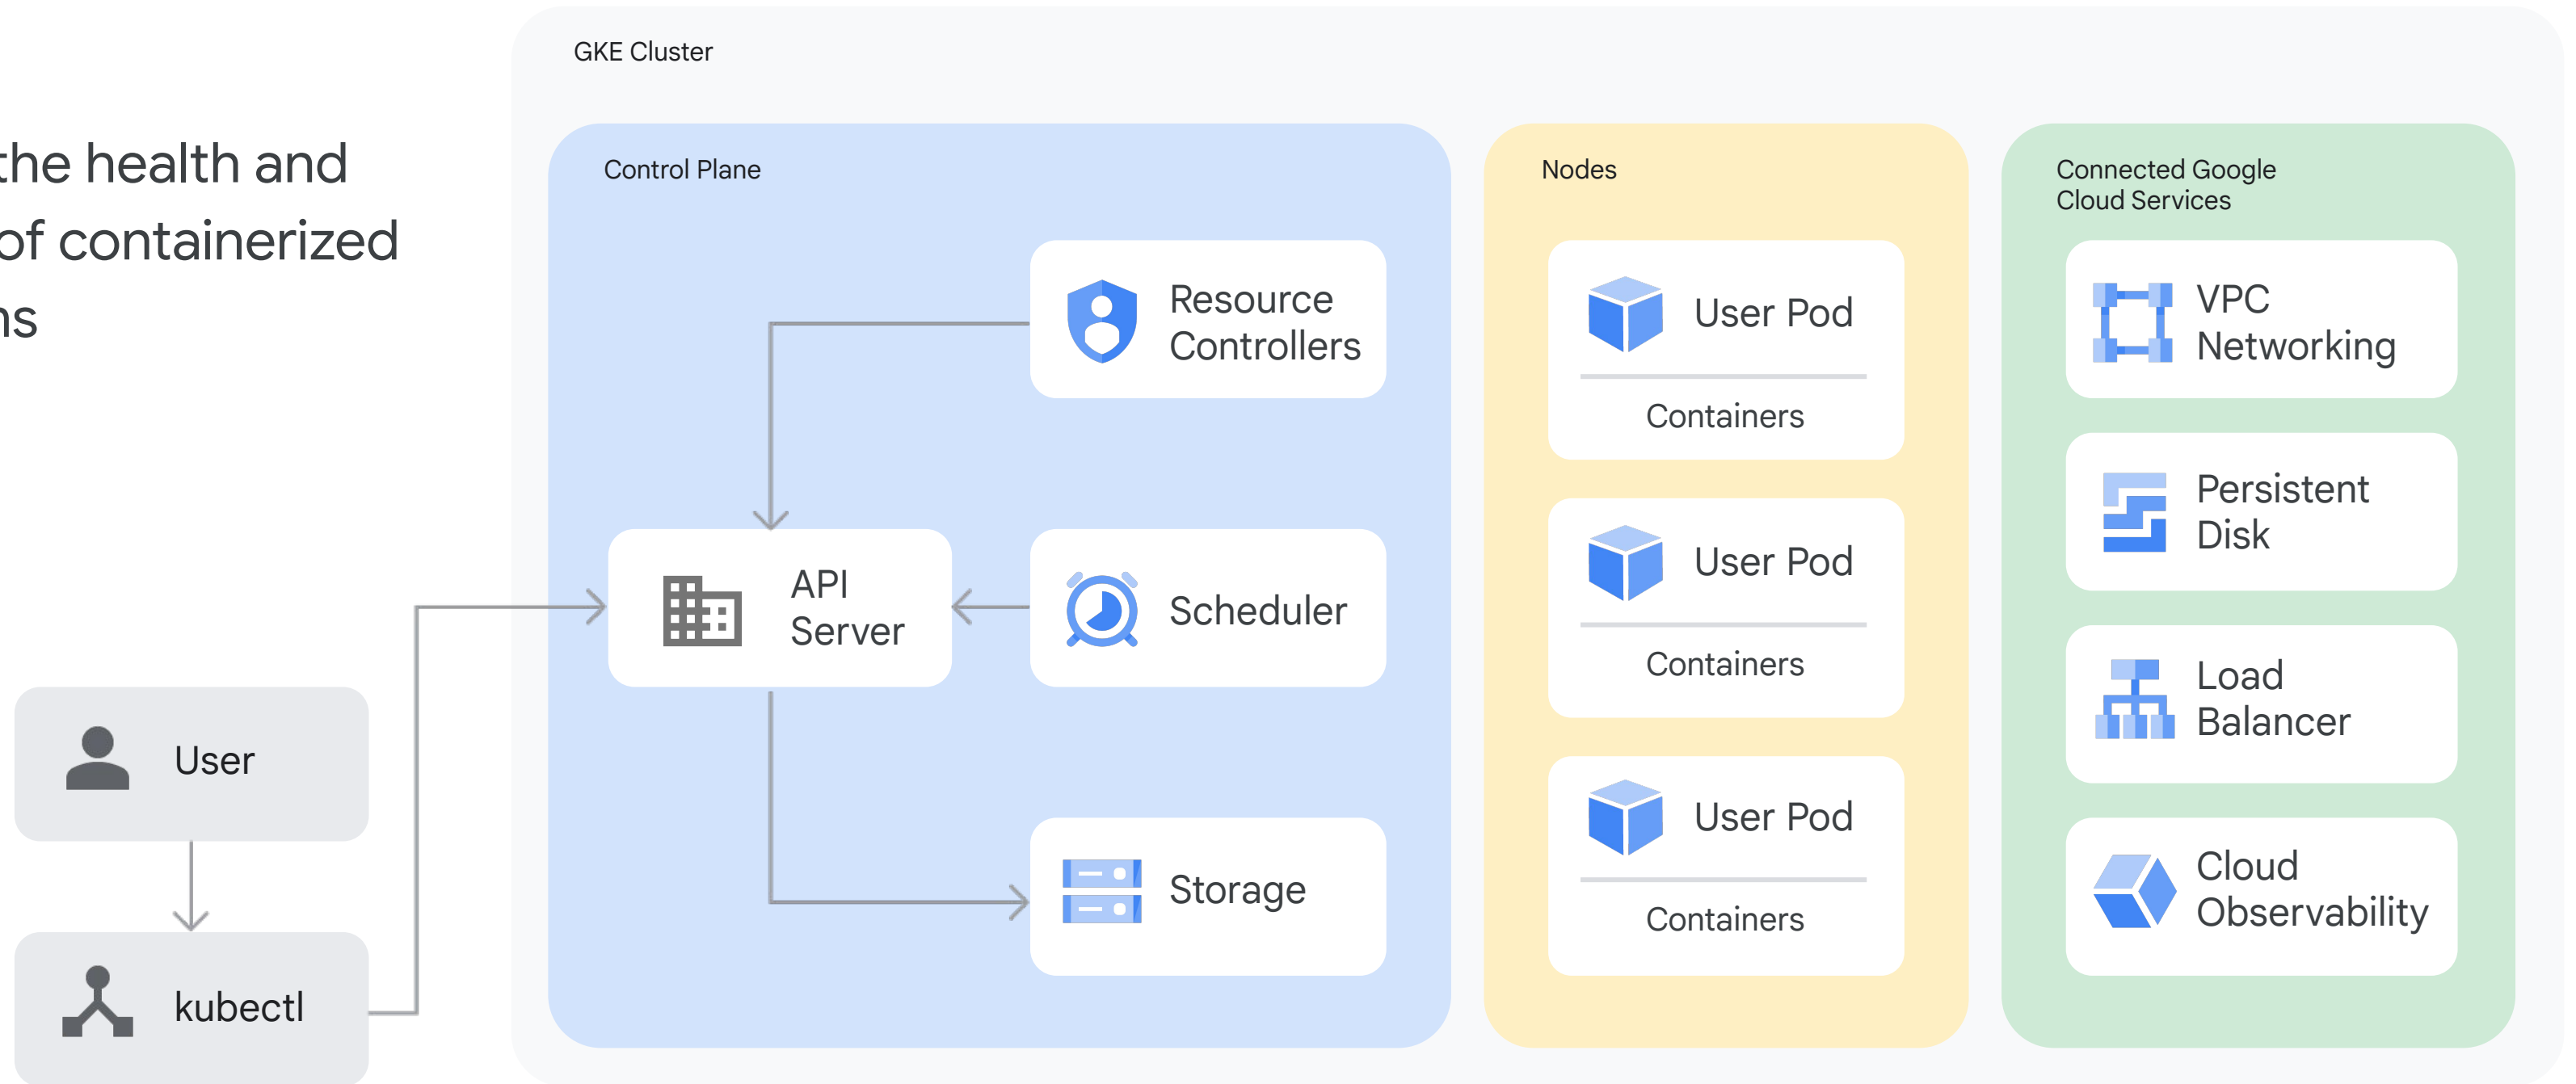 the health and
of containerized
ns
User
kubectl
GKE Cluster
Control Plane
Resource
Controllers
API
Server
Scheduler
Storage
Nodes
User Pod
Containers
User Pod
Containers
User Pod
Containers
Connected Google
Cloud Services
VPC
Networking
Persistent
Disk
Load
Balancer
Cloud
Observability